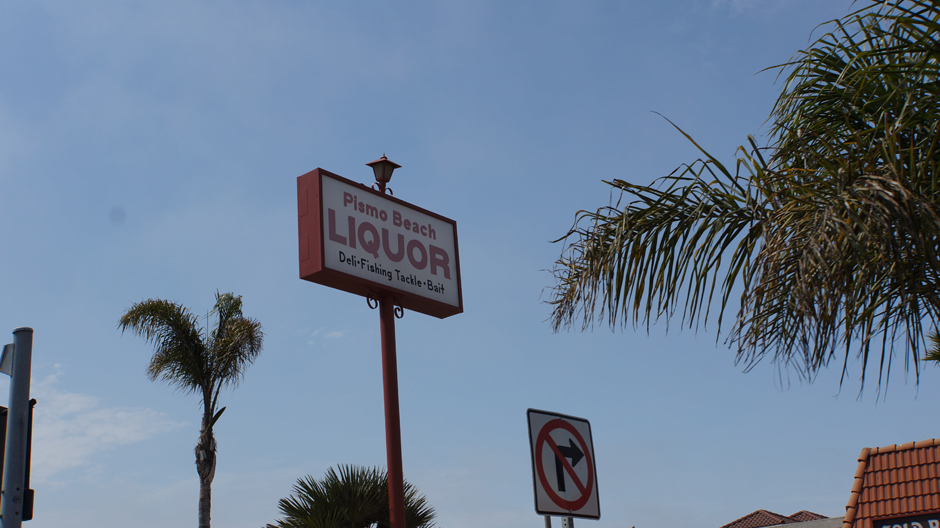 Pismo Beach
LIQUOR
Deli•Fishing Tackle•Bait